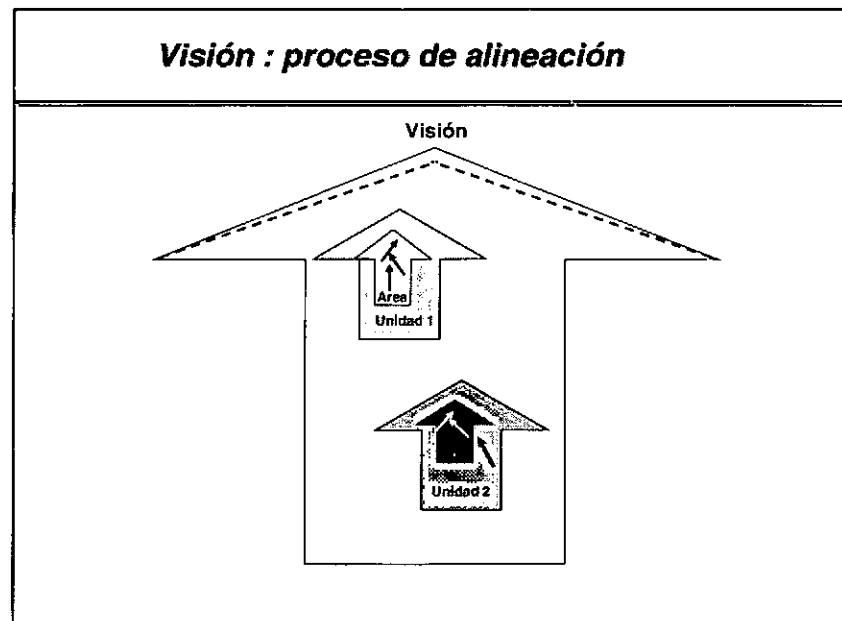 Visión : proceso de alineación
Visión
Area
Unidad 1
Unidad 2